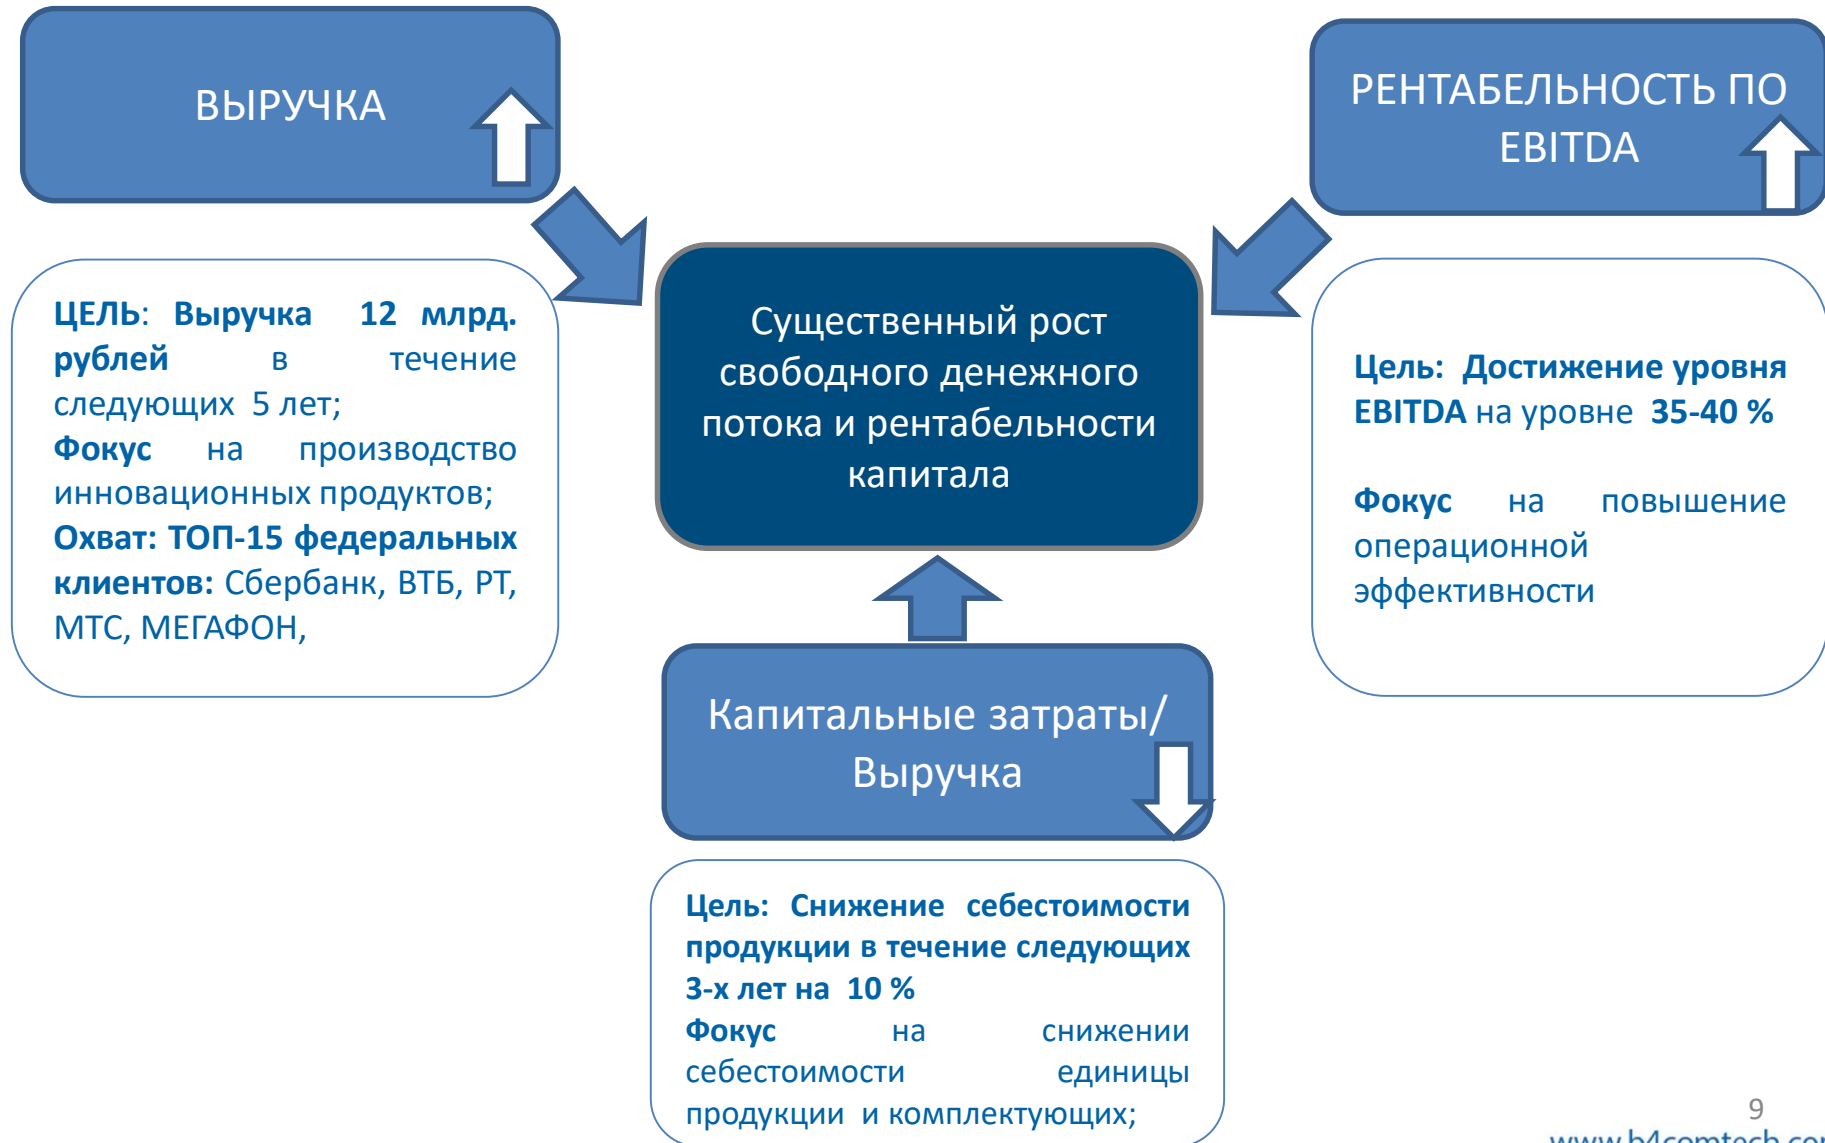 ВЫРУЧКА
РЕНТАБЕЛЬНОСТЬ ПО
EBITDA
ЦЕЛЬ: Выручка 12 млрд.
рублей в течение
следующих 5 лет;
Фокус на производство
инновационных продуктов;
Охват: ТОП-15 федеральных
клиентов: Сбербанк, ВТБ, РТ,
МТС, МЕГАФОН,
Существенный рост
свободного денежного
потока и рентабельности
капитала
Цель: Достижение уровня
EBITDA на уровне 35-40 %
Фокус на повышение
операционной
эффективности
Капитальные затраты/
Выручка
Цель: Снижение себестоимости
продукции в течение следующих
3-х лет на 10 %
Фокус на снижении
себестоимости единицы
продукции и комплектующих;
9
www.b4comtech.com